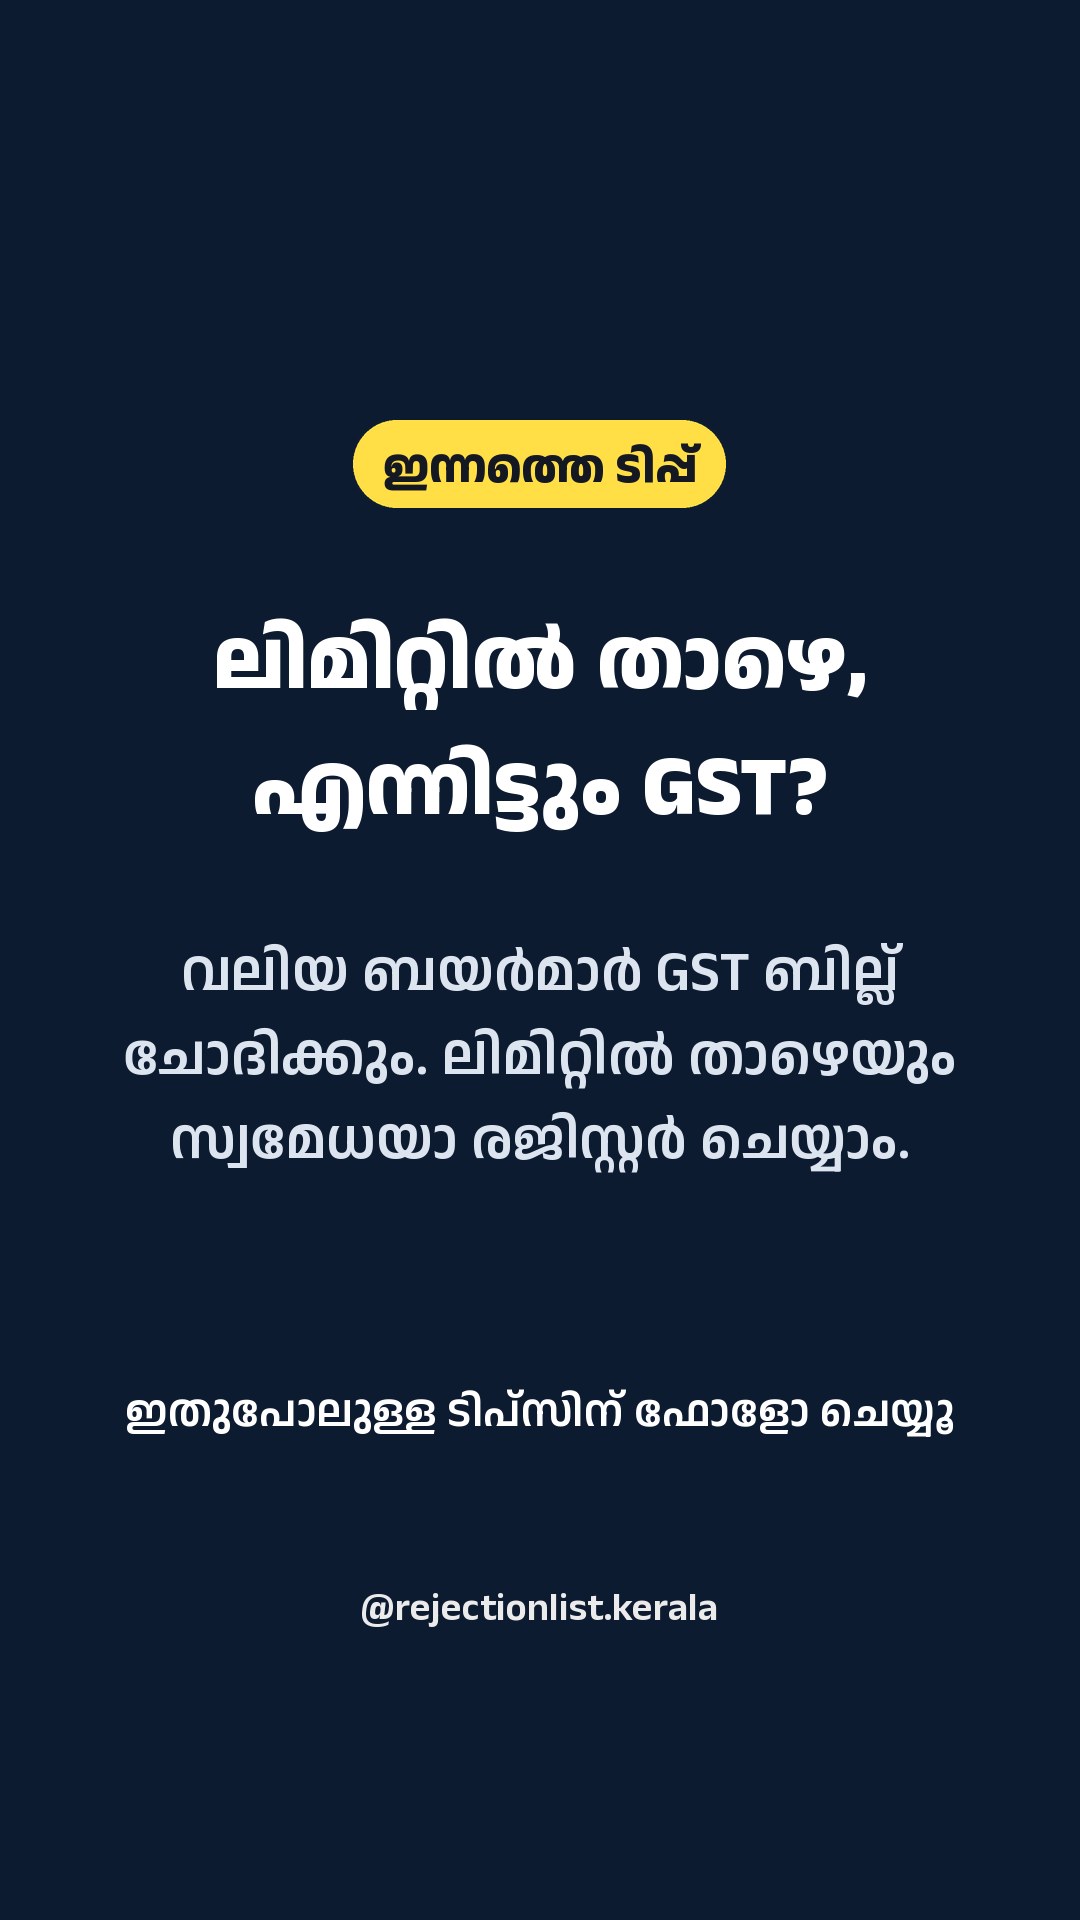 ഇന്നത്തെ ടിപ്പ്
ലിമിറ്റിൽ താഴെ,
എന്നിട്ടും GST?
വലിയ ബയർമാർ GST ബില്ല്
ചോദിക്കും. ലിമിറ്റിൽ താഴെയും
സ്വമേധയാ രജിസ്റ്റർ ചെയ്യാം.
ഇതുപോലുള്ള ടിപ്സിന് ഫോളോ ചെയ്യൂ
@rejectionlist.kerala